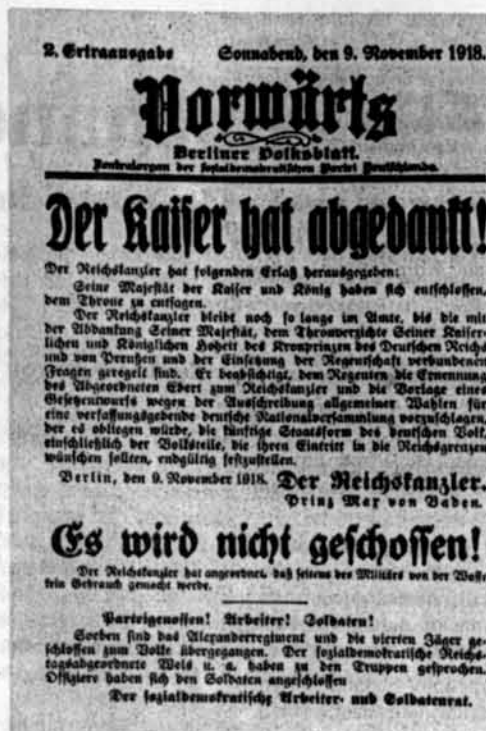 2. Extraausgabe Sonnabend, den 9. November 1918.
Vorwärts
Berliner Volksblatt.
Zentralorgan der sozialdemokratischen Partei Deutschlands.
Der Kaiser hat abgedankt!
Der Reichskanzler hat folgenden Erlaß herausgegeben:
Seine Majestät der Kaiser und König haben sich entschlossen,
dem Throne zu entsagen.
Der Reichskanzler bleibt noch so lange im Amte, bis die mit
der Abdankung Seiner Majestät, dem Thronverzichte Seiner Kaiser-
lichen und Königlichen Hoheit des Kronprinzen des Deutschen Reichs
und von Preußen und der Einsetzung der Regentschaft verbundenen
Fragen geregelt sind. Er beabsichtigt, dem Regenten die Ernennung
des Abgeordneten Ebert zum Reichskanzler und die Vorlage eines
Gesetzentwurfs wegen der Ausschreibung allgemeiner Wahlen für
eine verfassungsgebende deutsche Nationalversammlung vorzuschlagen,
der es obliegen würde, die künftige Staatsform des deutschen Volk,
einschließlich der Volksteile, die ihren Eintritt in die Reichsgrenzen
wünschen sollten, endgültig festzustellen.
Berlin, den 9. November 1918. Der Reichskanzler.
Prinz Max von Baden.
Es wird nicht geschossen!
Der Reichskanzler hat angeordnet, daß seitens des Militärs von der Waffe
kein Gebrauch gemacht werde.
Parteigenossen! Arbeiter! Soldaten!
Soeben sind das Alexanderregiment und die vierten Jäger ge-
schlossen zum Volke übergegangen. Der sozialdemokratische Reichs-
tagsabgeordnete Wels u. a. haben zu den Truppen gesprochen.
Offiziere haben sich den Soldaten angeschlossen
Der sozialdemokratische Arbeiter- und Soldatenrat.